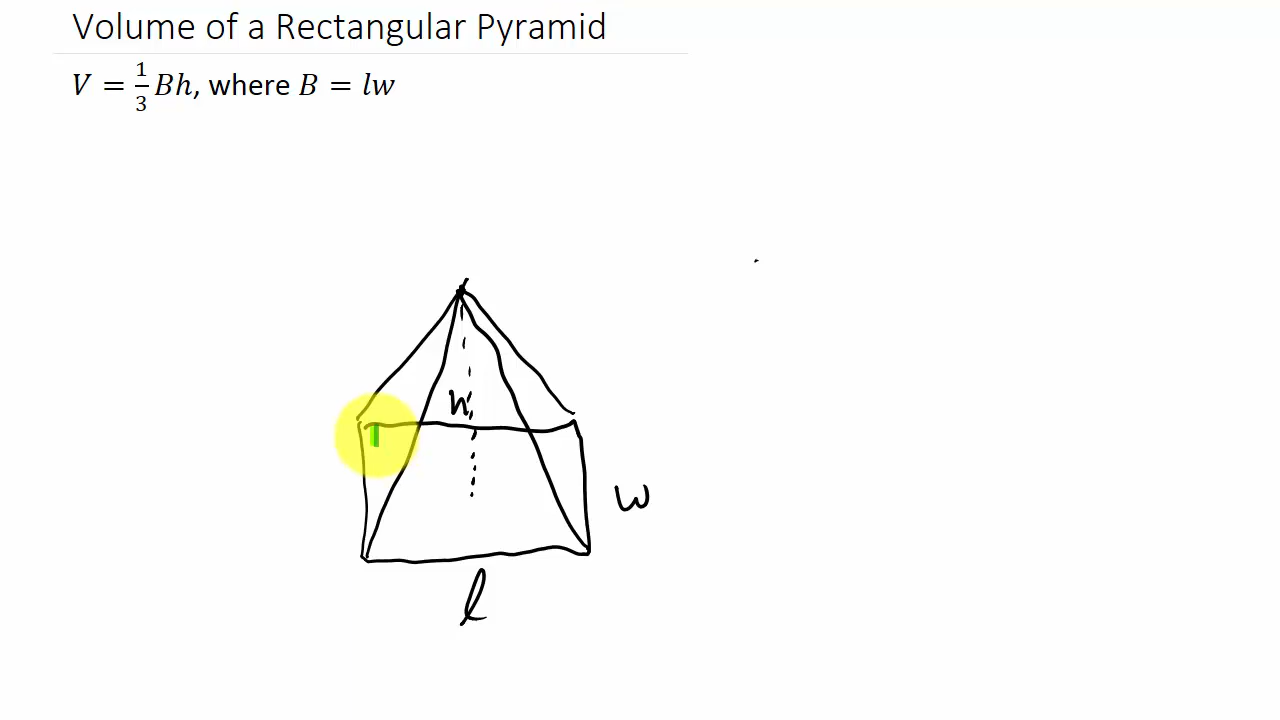 Volume of a Rectangular Pyramid
V = 1/3 Bh, where B = lw
h
w
l